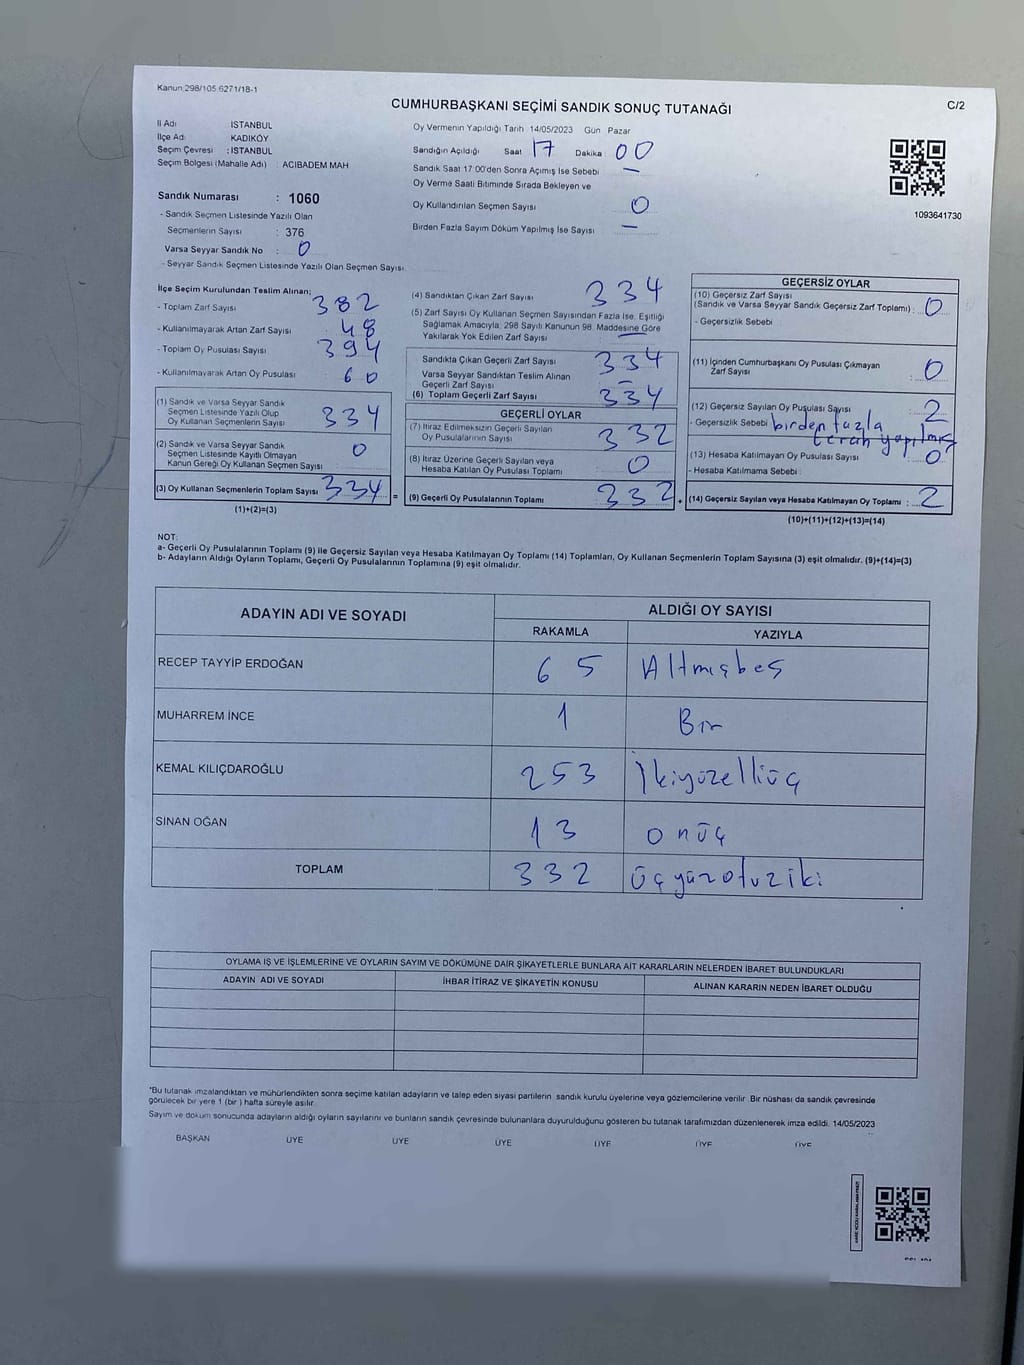 Kanun 298/105 6271/18-1
CUMHURBAŞKANI SEÇİMİ SANDIK SONUÇ TUTANAĞI
C/2
İl Adı İSTANBUL
İlçe Adı KADIKÖY
Seçim Çevresi : İSTANBUL
Seçim Bölgesi (Mahalle Adı) : ACIBADEM MAH
Oy Vermenin Yapıldığı Tarih 14/05/2023 Gün Pazar
Sandığın Açıldığı Saat 17 Dakika : 00
Sandık Saat 17 00'den Sonra Açımış İse Sebebi —
Oy Verme Saati Bitiminde Sırada Bekleyen ve
Oy Kullandırılan Seçmen Sayısı 0
Birden Fazla Sayım Döküm Yapılmış İse Sayısı —
1093641730
Sandık Numarası : 1060
- Sandık Seçmen Listesinde Yazılı Olan
Seçmenlerin Sayısı : 376
Varsa Seyyar Sandık No : 0
- Seyyar Sandık Seçmen Listesinde Yazılı Olan Seçmen Sayısı
İlçe Seçim Kurulundan Teslim Alınan;
- Toplam Zarf Sayısı 382
- Kullanılmayarak Artan Zarf Sayısı 48
- Toplam Oy Pusulası Sayısı 394
- Kullanılmayarak Artan Oy Pusulası 60
(1) Sandık ve Varsa Seyyar Sandık
Seçmen Listesinde Yazılı Olup
Oy Kullanan Seçmenlerin Sayısı 334
(2) Sandık ve Varsa Seyyar Sandık
Seçmen Listesinde Kayıtlı Olmayan
Kanun Gereği Oy Kullanan Seçmen Sayısı 0
(3) Oy Kullanan Seçmenlerin Toplam Sayısı 334 =
(1)+(2)=(3)
(4) Sandıktan Çıkan Zarf Sayısı 334
(5) Zarf Sayısı Oy Kullanan Seçmen Sayısından Fazla İse, Eşitliği
Sağlamak Amacıyla, 298 Sayılı Kanunun 98. Maddesine Göre
Yakılarak Yok Edilen Zarf Sayısı —
Sandıkta Çıkan Geçerli Zarf Sayısı 334
Varsa Seyyar Sandıktan Teslim Alınan
Geçerli Zarf Sayısı —
(6) Toplam Geçerli Zarf Sayısı 334
GEÇERLİ OYLAR
(7) İtiraz Edilmeksizin Geçerli Sayılan
Oy Pusulalarının Sayısı 332
(8) İtiraz Üzerine Geçerli Sayılan veya
Hesaba Katılan Oy Pusulası Toplamı 0
(9) Geçerli Oy Pusulalarının Toplamı 332 +
GEÇERSİZ OYLAR
(10) Geçersiz Zarf Sayısı
(Sandık ve Varsa Seyyar Sandık Geçersiz Zarf Toplamı) : 0
- Geçersizlik Sebebi
(11) İçinden Cumhurbaşkanı Oy Pusulası Çıkmayan
Zarf Sayısı : 0
(12) Geçersiz Sayılan Oy Pusulası Sayısı 2
- Geçersizlik Sebebi birden fazla
tercih yapılmış
(13) Hesaba Katılmayan Oy Pusulası Sayısı 0
- Hesaba Katılmama Sebebi :
(14) Geçersiz Sayılan veya Hesaba Katılmayan Oy Toplamı : 2
(10)+(11)+(12)+(13)=(14)
NOT:
a- Geçerli Oy Pusulalarının Toplamı (9) ile Geçersiz Sayılan veya Hesaba Katılmayan Oy Toplamı (14) Toplamları, Oy Kullanan Seçmenlerin Toplam Sayısına (3) eşit olmalıdır. (9)+(14)=(3)
b- Adayların Aldığı Oyların Toplamı, Geçerli Oy Pusulalarının Toplamına (9) eşit olmalıdır.
ADAYIN ADI VE SOYADI
ALDIĞI OY SAYISI
RAKAMLA YAZIYLA
RECEP TAYYİP ERDOĞAN 65 Altmışbeş
MUHARREM İNCE 1 Bir
KEMAL KILIÇDAROĞLU 253 İkiyüzelliüç
SİNAN OĞAN 13 onüç
TOPLAM 332 üçyüzotuziki
OYLAMA İŞ VE İŞLEMLERİNE VE OYLARIN SAYIM VE DÖKÜMÜNE DAİR ŞİKAYETLERLE BUNLARA AİT KARARLARIN NELERDEN İBARET BULUNDUKLARI
ADAYIN ADI VE SOYADI İHBAR İTİRAZ VE ŞİKAYETİN KONUSU ALINAN KARARIN NEDEN İBARET OLDUĞU
*Bu tutanak imzalandıktan ve mühürlendikten sonra seçime katılan adayların ve talep eden siyasi partilerin sandık kurulu üyelerine veya gözlemcilerine verilir. Bir nüshası da sandık çevresinde
görülecek bir yere 1 (bir ) hafta süreyle asılır.
Sayım ve döküm sonucunda adayların aldığı oyların sayılarını ve bunların sandık çevresinde bulunanlara duyurulduğunu gösteren bu tutanak tarafımızdan düzenlenerek imza edildi. 14/05/2023
BAŞKAN ÜYE ÜYE ÜYE ÜYE ÜYE ÜYE